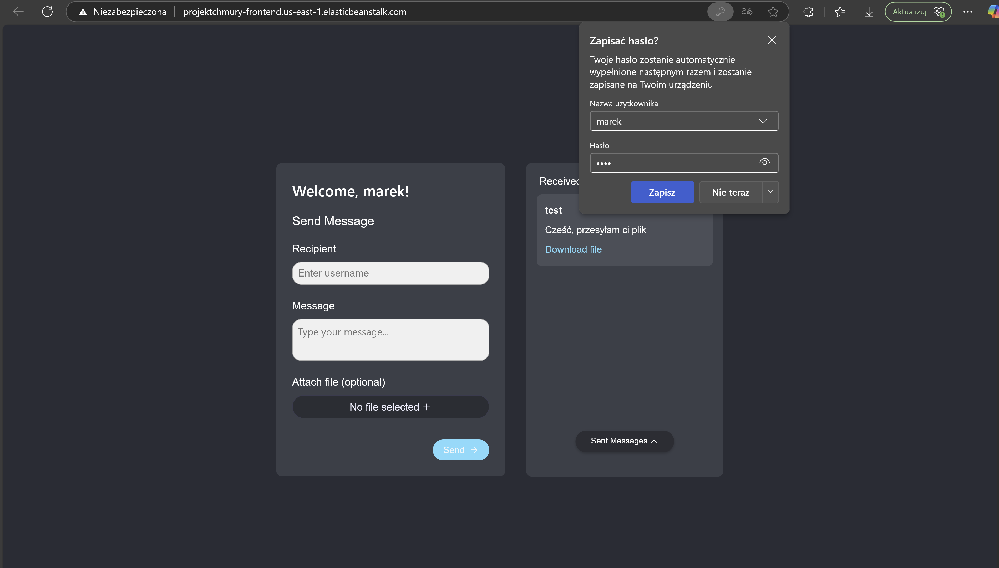 Niezabezpieczona
projektchmury-frontend.us-east-1.elasticbeanstalk.com
aあ
Aktualizuj
Zapisać hasło?
Twoje hasło zostanie automatycznie
wypełnione następnym razem i zostanie
zapisane na Twoim urządzeniu
Nazwa użytkownika
marek
Hasło
••••
Zapisz
Nie teraz
Welcome, marek!
Send Message
Recipient
Enter username
Message
Type your message...
Attach file (optional)
No file selected +
Send →
Received
test
Cześć, przesyłam ci plik
Download file
Sent Messages